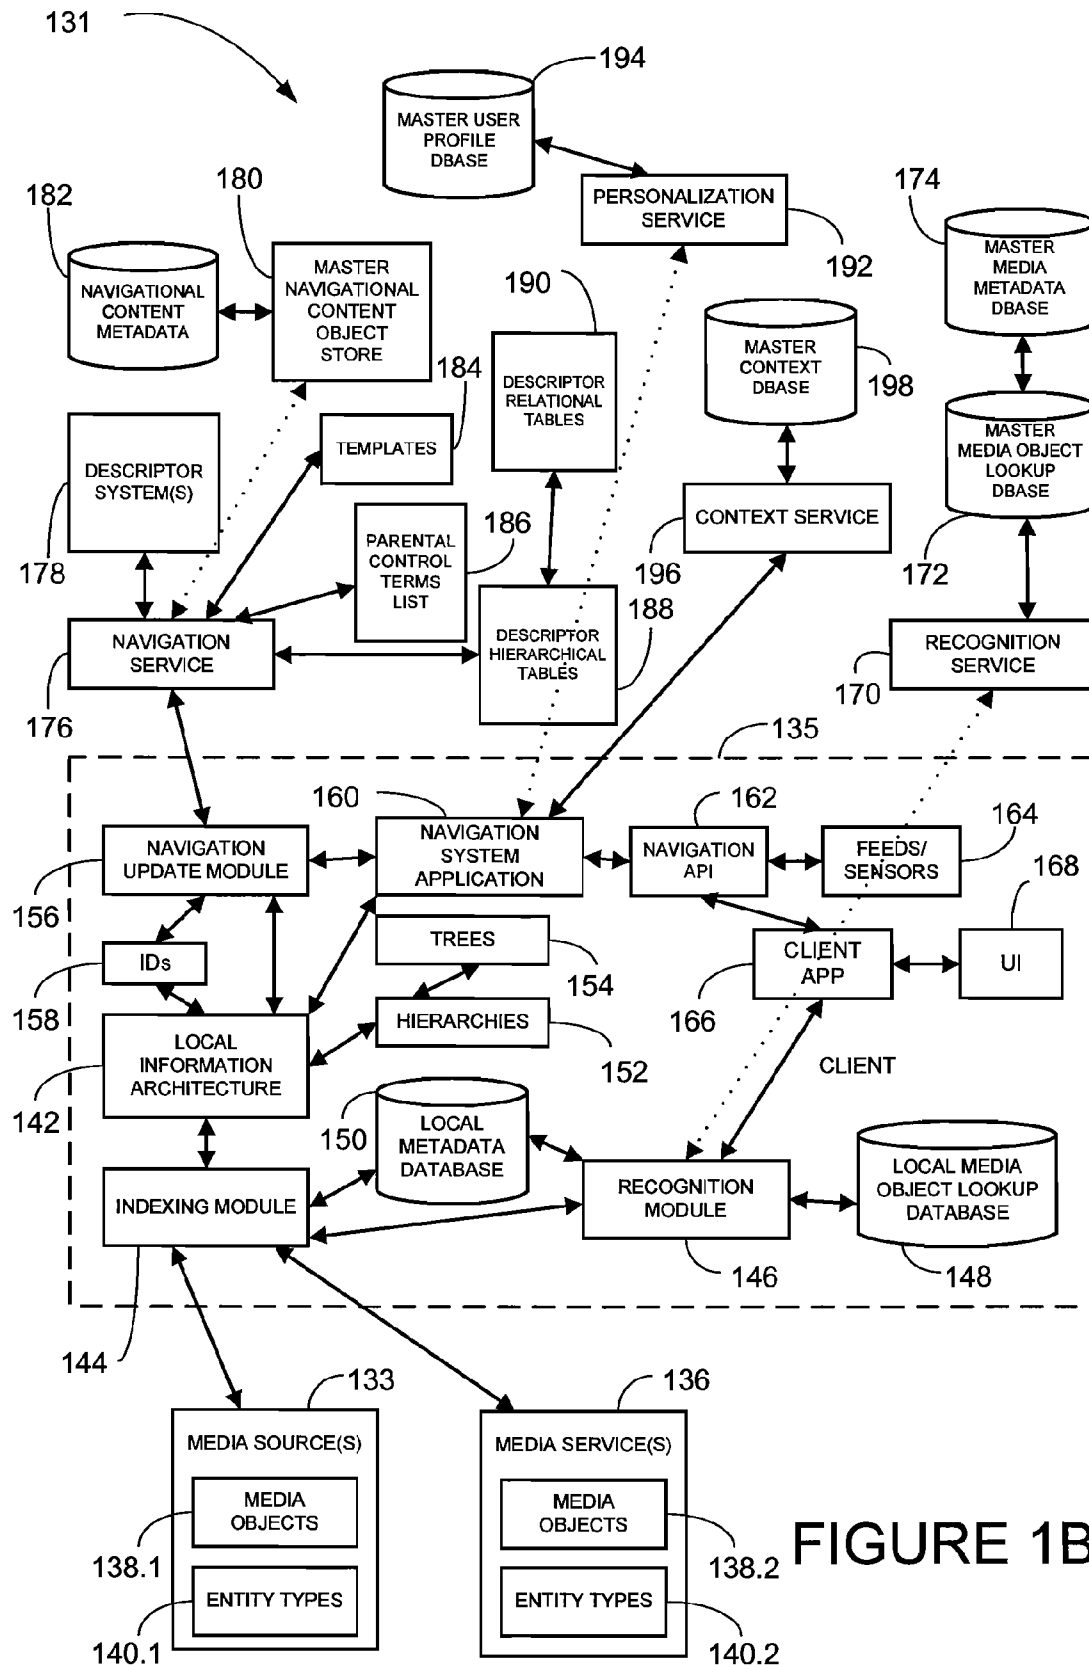 131
194
MASTER USER
PROFILE
DBASE
182
180
174
PERSONALIZATION
SERVICE
192
NAVIGATIONAL
CONTENT
METADATA
MASTER
NAVIGATIONAL
CONTENT
OBJECT
STORE
190
MASTER
MEDIA
METADATA
DBASE
MASTER
CONTEXT
DBASE
198
184
DESCRIPTOR
RELATIONAL
TABLES
TEMPLATES
DESCRIPTOR
SYSTEM(S)
MASTER
MEDIA OBJECT
LOOKUP
DBASE
178
186
PARENTAL
CONTROL
TERMS
LIST
CONTEXT SERVICE
196
172
188
NAVIGATION
SERVICE
DESCRIPTOR
HIERARCHICAL
TABLES
RECOGNITION
SERVICE
176
170
135
160
162
164
NAVIGATION
UPDATE MODULE
NAVIGATION
SYSTEM
APPLICATION
NAVIGATION
API
FEEDS/
SENSORS
156
168
IDs
TREES
154
CLIENT
APP
UI
158
166
HIERARCHIES
152
LOCAL
INFORMATION
ARCHITECTURE
CLIENT
142
150
LOCAL
METADATA
DATABASE
INDEXING MODULE
RECOGNITION
MODULE
LOCAL MEDIA
OBJECT LOOKUP
DATABASE
146
148
144
133
136
MEDIA SOURCE(S)
MEDIA SERVICE(S)
MEDIA
OBJECTS
MEDIA
OBJECTS
138.1
138.2
FIGURE 1B
ENTITY TYPES
ENTITY TYPES
140.1
140.2